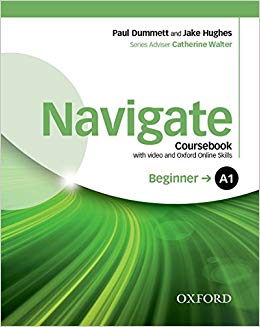 Paul Dummett and Jake Hughes
Series Adviser Catherine Walter
Navigate
Coursebook
with video and Oxford Online Skills
Beginner → A1
OXFORD